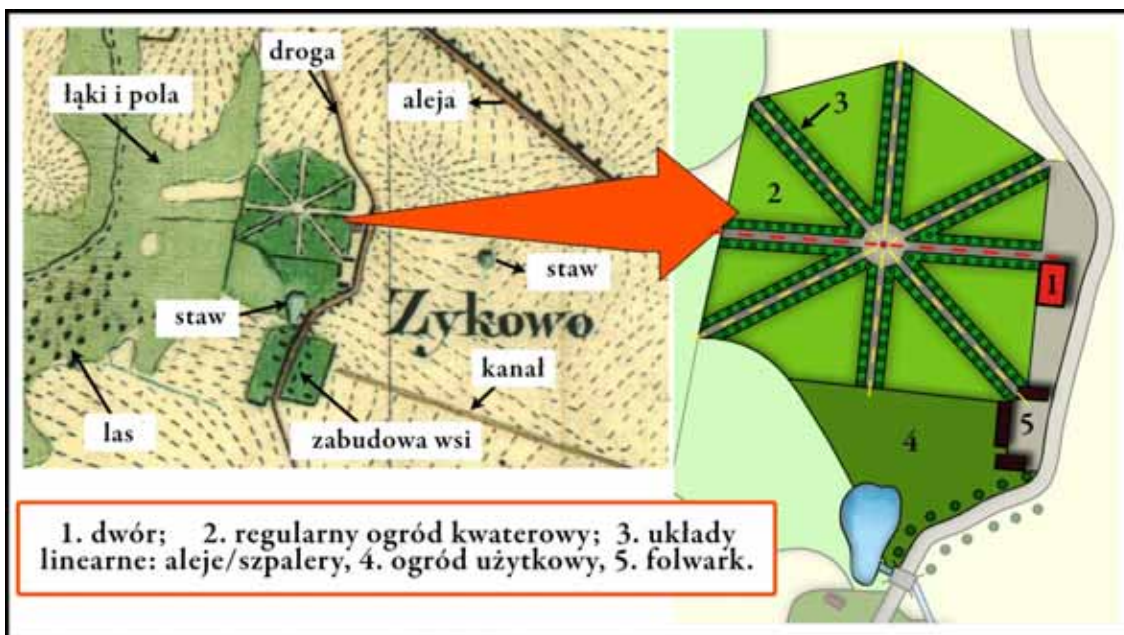 droga
łąki i pola
aleja
3
2
1
staw
staw
Zykowo
kanał
las
zabudowa wsi
4
5
1. dwór; 2. regularny ogród kwaterowy; 3. układy
linearne: aleje/szpalery, 4. ogród użytkowy, 5. folwark.